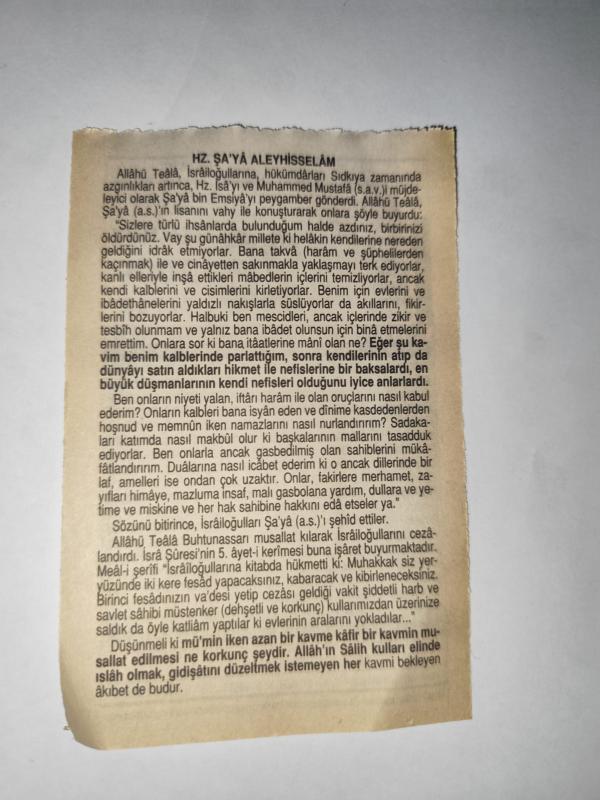 HZ. ŞA'YÂ ALEYHİSSELÂM
Allâhü Teâlâ, İsrâiloğullarına, hükümdârları Sıdkıya zamanında
azgınlıkları artınca, Hz. Îsâ'yı ve Muhammed Mustafâ (s.a.v.)i müjde-
leyici olarak Şa'yâ bin Emsiyâ'yı peygamber gönderdi. Allâhü Teâlâ,
Şa'yâ (a.s.)'ın lisanını vahy ile konuşturarak onlara şöyle buyurdu:
"Sizlere türlü ihsânlarda bulunduğum halde azdınız, birbirinizi
öldürdünüz. Vay şu günâhkâr millete ki helâkin kendilerine nereden
geldiğini idrâk etmiyorlar. Bana takvâ (harâm ve şüphelilerden
kaçınmak) ile ve cinâyetten sakınmakla yaklaşmayı terk ediyorlar,
kanlı elleriyle inşâ ettikleri mâbedlerin içlerini temizliyorlar, ancak
kendi kalblerini ve cisimlerini kirletiyorlar. Benim için evlerini ve
ibâdethânelerini yaldızlı nakışlarla süslüyorlar da akıllarını, fikir-
lerini bozuyorlar. Halbuki ben mescidleri, ancak içlerinde zikir ve
tesbîh olunmam ve yalnız bana ibâdet olunsun için binâ etmelerini
emrettim. Onlara sor ki bana itâatlerine mâni olan ne? Eğer şu ka-
vim benim kalblerinde parlattığım, sonra kendilerinin atıp da
dünyâyı satın aldıkları hikmet ile nefislerine bir baksalardı, en
büyük düşmanlarının kendi nefisleri olduğunu iyice anlarlardı.
Ben onların niyeti yalan, iftârı harâm ile olan oruçlarını nasıl kabul
ederim? Onların kalbleri bana isyân eden ve dînime kasdedenlerden
hoşnud ve memnûn iken namazlarını nasıl nurlandırırım? Sadaka-
ları katımda nasıl makbûl olur ki başkalarının mallarını tasadduk
ediyorlar. Ben onlarla ancak gasbedilmiş olan sahiblerini mükâ-
fâtlandırırım. Duâlarına nasıl icâbet ederim ki o ancak dillerinde bir
laf, amelleri ise ondan çok uzaktır. Onlar, fakirlere merhamet, za-
yıfları himâye, mazluma insaf, malı gasbolana yardım, dullara ve ye-
time ve miskine ve her hak sahibine hakkını edâ etseler ya."
Sözünü bitirince, İsrâiloğulları Şa'yâ (a.s.)'ı şehîd ettiler.
Allâhü Teâlâ Buhtunassarı musallat kılarak İsrâiloğullarını cezâ-
landırdı. İsrâ Sûresi'nin 5. âyet-i kerîmesi buna işâret buyurmaktadır.
Meâl-i şerîfi "İsrâîloğullarına kitabda hükmetti ki: Muhakkak siz yer-
yüzünde iki kere fesâd yapacaksınız, kabaracak ve kibirleneceksiniz.
Birinci fesâdınızın va'desi yetip cezâsı geldiği vakit şiddetli harb ve
savlet sâhibi müstenker (dehşetli ve korkunç) kullarımızdan üzerinize
saldık da öyle katliâm yaptılar ki evlerinin aralarını yokladılar..."
Düşünmeli ki mü'min iken azan bir kavme kâfir bir kavmin mu-
sallat edilmesi ne korkunç şeydir. Allâh'ın Sâlih kulları elinde
ıslâh olmak, gidişâtını düzeltmek istemeyen her kavmi bekleyen
âkıbet de budur.